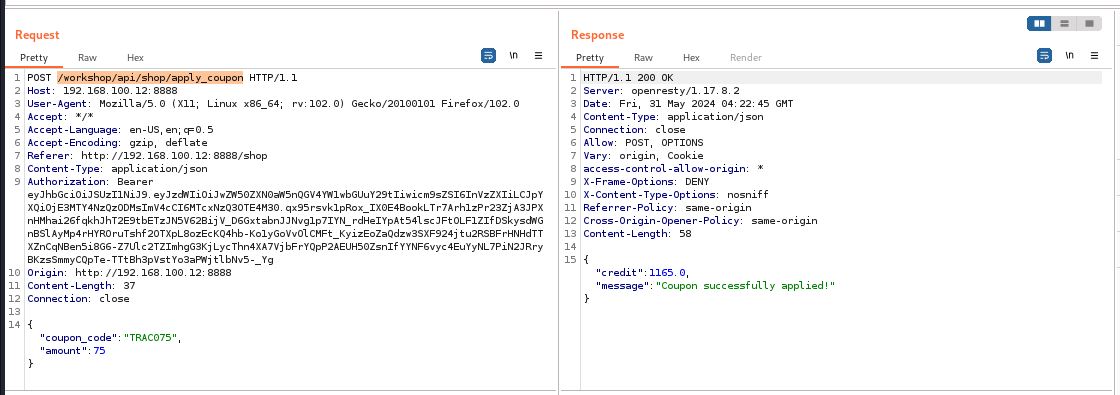 Request
Pretty Raw Hex
\n
1 POST /workshop/api/shop/apply_coupon HTTP/1.1
2 Host: 192.168.100.12:8888
3 User-Agent: Mozilla/5.0 (X11; Linux x86_64; rv:102.0) Gecko/20100101 Firefox/102.0
4 Accept: */*
5 Accept-Language: en-US,en;q=0.5
6 Accept-Encoding: gzip, deflate
7 Referer: http://192.168.100.12:8888/shop
8 Content-Type: application/json
9 Authorization: Bearer
10 Origin: http://192.168.100.12:8888
11 Content-Length: 37
12 Connection: close
13
14 {
"coupon_code":"TRAC075",
"amount":75
}
Response
Pretty Raw Hex Render
\n
1 HTTP/1.1 200 OK
2 Server: openresty/1.17.8.2
3 Date: Fri, 31 May 2024 04:22:45 GMT
4 Content-Type: application/json
5 Connection: close
6 Allow: POST, OPTIONS
7 Vary: origin, Cookie
8 access-control-allow-origin: *
9 X-Frame-Options: DENY
10 X-Content-Type-Options: nosniff
11 Referrer-Policy: same-origin
12 Cross-Origin-Opener-Policy: same-origin
13 Content-Length: 58
14
15 {
"credit":1165.0,
"message":"Coupon successfully applied!"
}